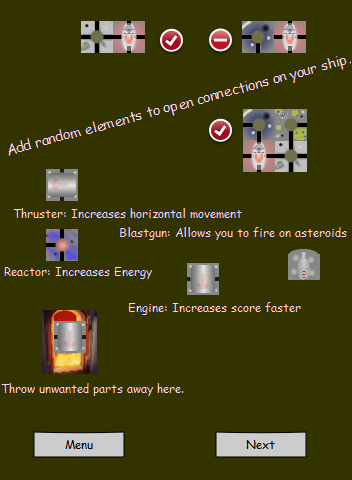 Add random elements to open connections on your ship.
Thruster: Increases horizontal movement
Blastgun: Allows you to fire on asteroids
Reactor: Increases Energy
Engine: Increases score faster
Throw unwanted parts away here.
Menu
Next